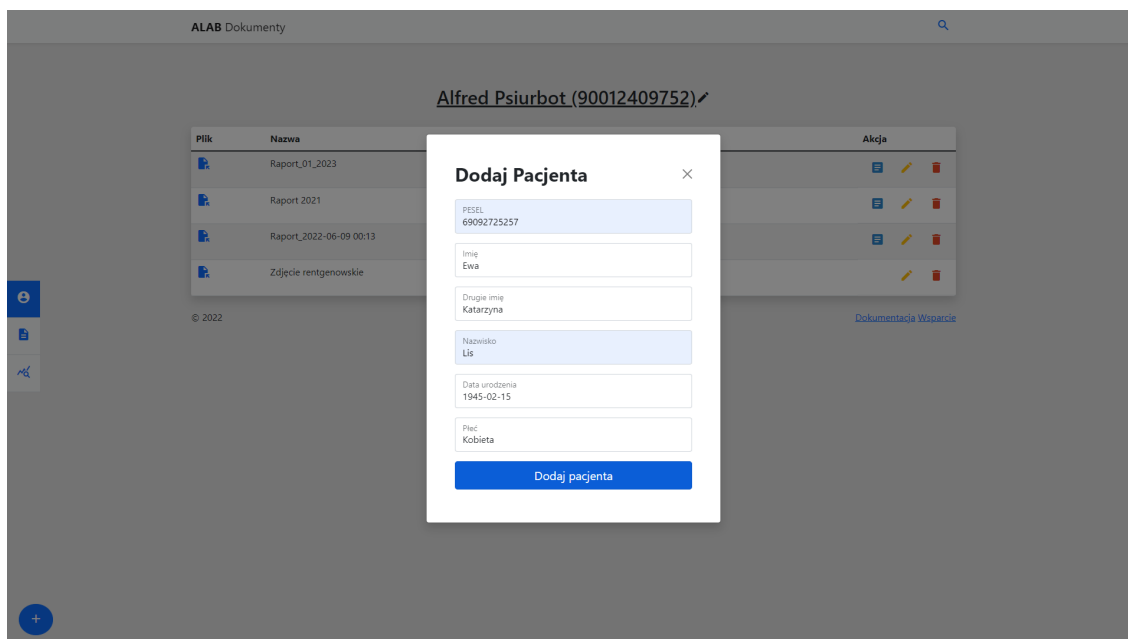 ALAB Dokumenty
Alfred Psiurbot (90012409752)
Plik Nazwa Akcja
Raport_01_2023
Raport 2021
Raport_2022-06-09 00:13
Zdjęcie rentgenowskie
© 2022
Dokumentacja Wsparcie
Dodaj Pacjenta
PESEL
69092725257
Imię
Ewa
Drugie imię
Katarzyna
Nazwisko
Lis
Data urodzenia
1945-02-15
Płeć
Kobieta
Dodaj pacjenta